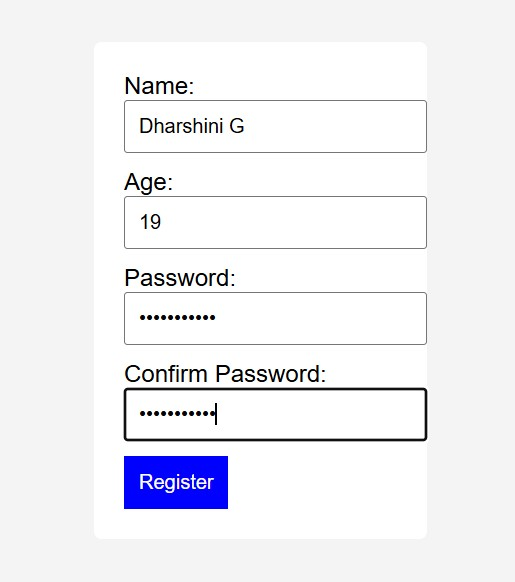 Name:
Dharshini G
Age:
19
Password:
•••••••••••
Confirm Password:
•••••••••••
Register